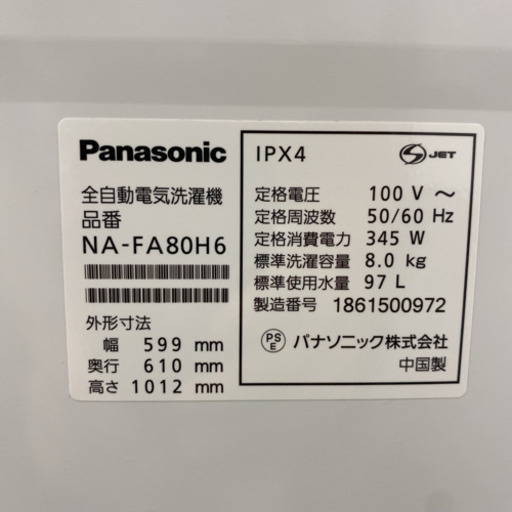 Panasonic
全自動電気洗濯機
品番
NA-FA80H6
外形寸法
幅 599 mm
奥行 610 mm
高さ 1012 mm
IPX4
S JET
定格電圧 100 V ～
定格周波数 50/60 Hz
定格消費電力 345 W
標準洗濯容量 8.0 kg
標準使用水量 97 L
製造番号 1861500972
PS E パナソニック株式会社
中国製